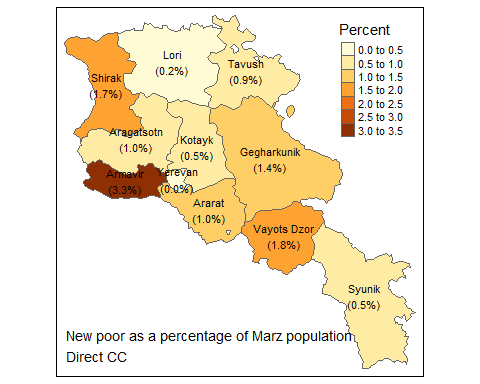 Percent
0.0 to 0.5
0.5 to 1.0
1.0 to 1.5
1.5 to 2.0
2.0 to 2.5
2.5 to 3.0
3.0 to 3.5
Lori
(0.2%)
Tavush
(0.9%)
Shirak
(1.7%)
Aragatsotn
(1.0%)
Kotayk
(0.5%)
Gegharkunik
(1.4%)
Armavir
(3.3%)
Yerevan
(0.0%)
Ararat
(1.0%)
Vayots Dzor
(1.8%)
Syunik
(0.5%)
New poor as a percentage of Marz population
Direct CC